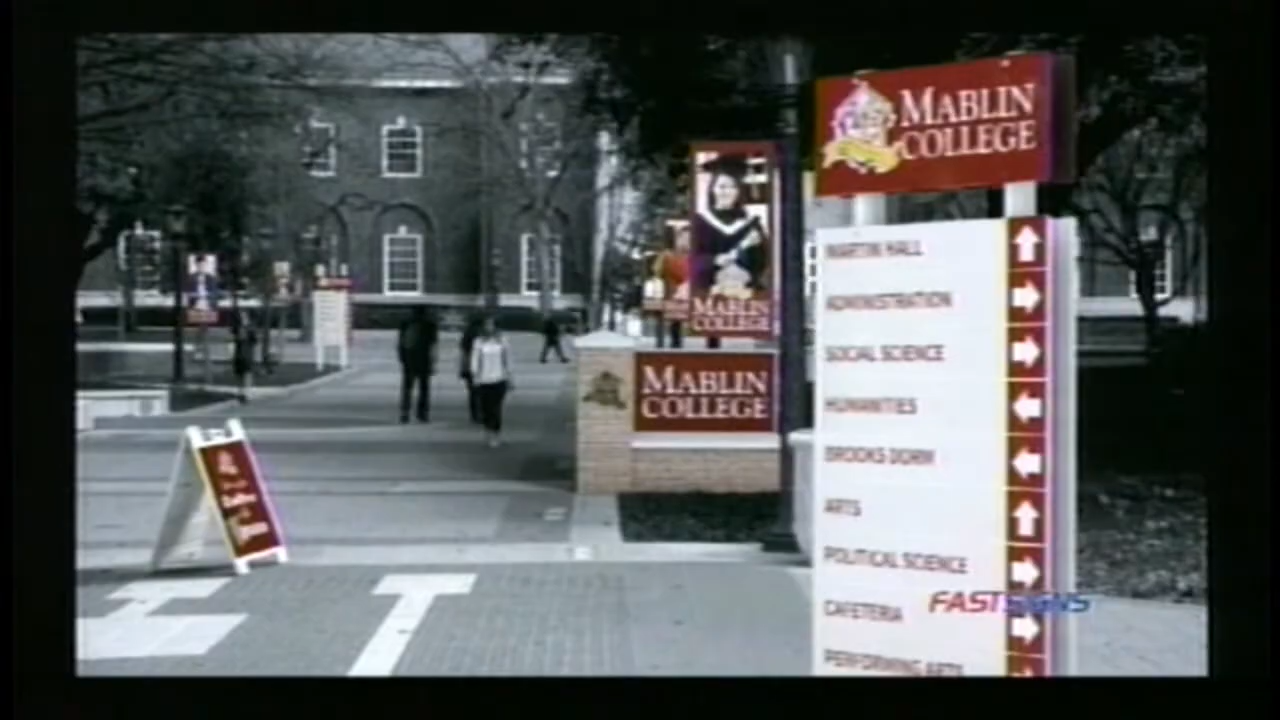 MABLIN
COLLEGE
MARTIN HALL
ADMINISTRATION
SOCIAL SCIENCE
HUMANITIES
BROOKS DORM
ARTS
POLITICAL SCIENCE
CAFETERIA
PERFORMING ARTS
MABLIN
COLLEGE
MABLIN
COLLEGE
FASTSIGNS